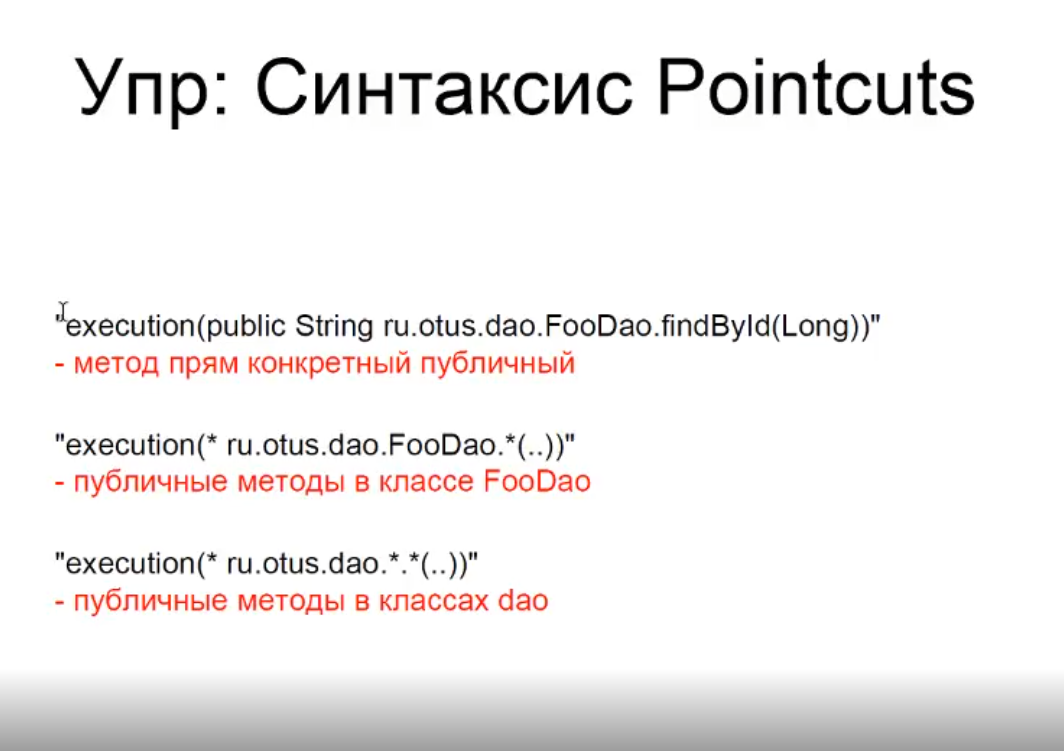 Упр: Синтаксис Pointcuts
"execution(public String ru.otus.dao.FooDao.findById(Long))"
- метод прям конкретный публичный
"execution(* ru.otus.dao.FooDao.*(..))"
- публичные методы в классе FooDao
"execution(* ru.otus.dao.*.*(..))"
- публичные методы в классах dao